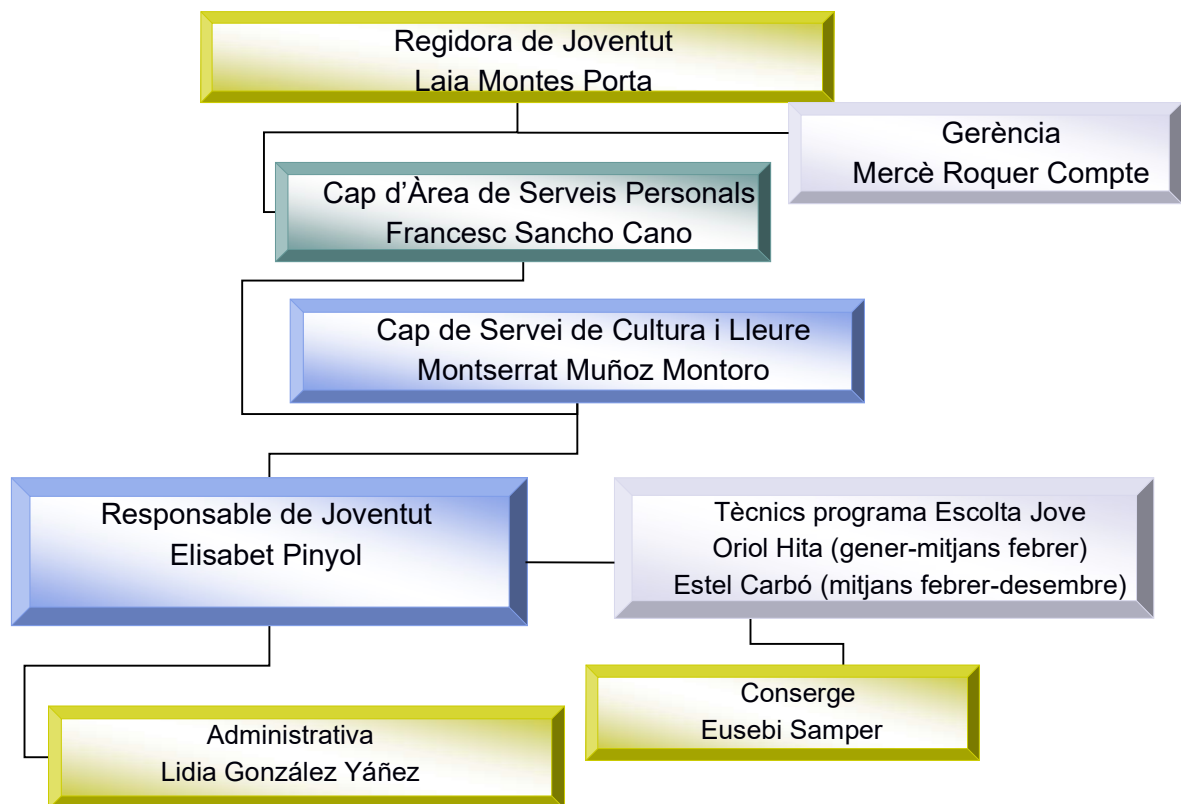 Regidora de Joventut
Laia Montes Porta
Gerència
Mercè Roquer Compte
Cap d’Àrea de Serveis Personals
Francesc Sancho Cano
Cap de Servei de Cultura i Lleure
Montserrat Muñoz Montoro
Responsable de Joventut
Elisabet Pinyol
Tècnics programa Escolta Jove
Oriol Hita (gener-mitjans febrer)
Estel Carbó (mitjans febrer-desembre)
Conserge
Eusebi Samper
Administrativa
Lidia González Yáñez